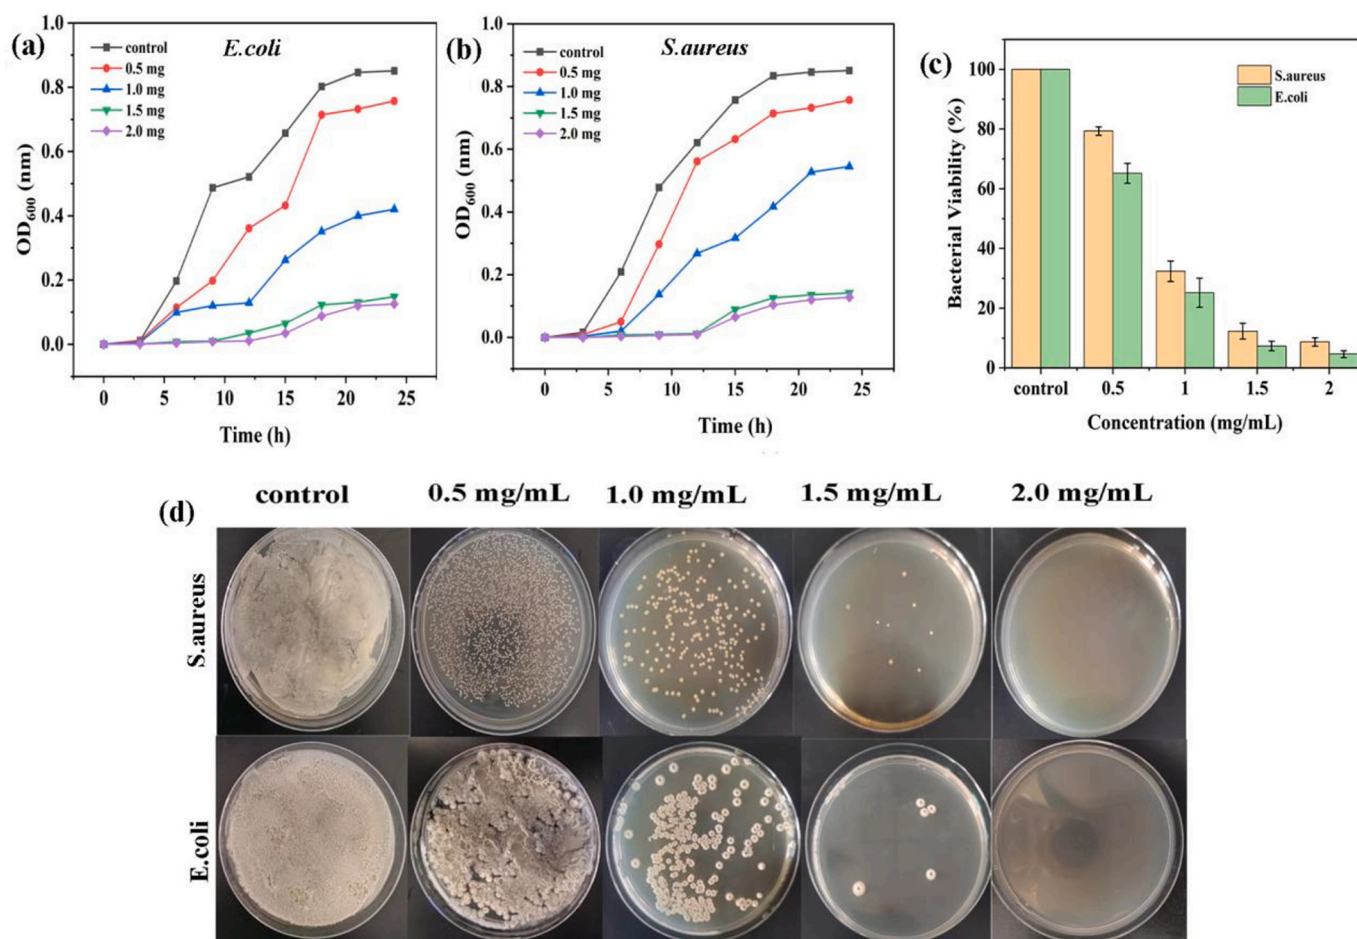 (a)
E.coli
control
0.5 mg
1.0 mg
1.5 mg
2.0 mg
OD600 (nm)
1.0
0.8
0.6
0.4
0.2
0.0
0 5 10 15 20 25
Time (h)
(b)
S.aureus
control
0.5 mg
1.0 mg
1.5 mg
2.0 mg
OD600 (nm)
1.0
0.8
0.6
0.4
0.2
0.0
0 5 10 15 20 25
Time (h)
(c)
S.aureus
E.coli
Bacterial Viability (%)
100
80
60
40
20
0
control 0.5 1 1.5 2
Concentration (mg/mL)
(d)
control 0.5 mg/mL 1.0 mg/mL 1.5 mg/mL 2.0 mg/mL
S.aureus
E.coli